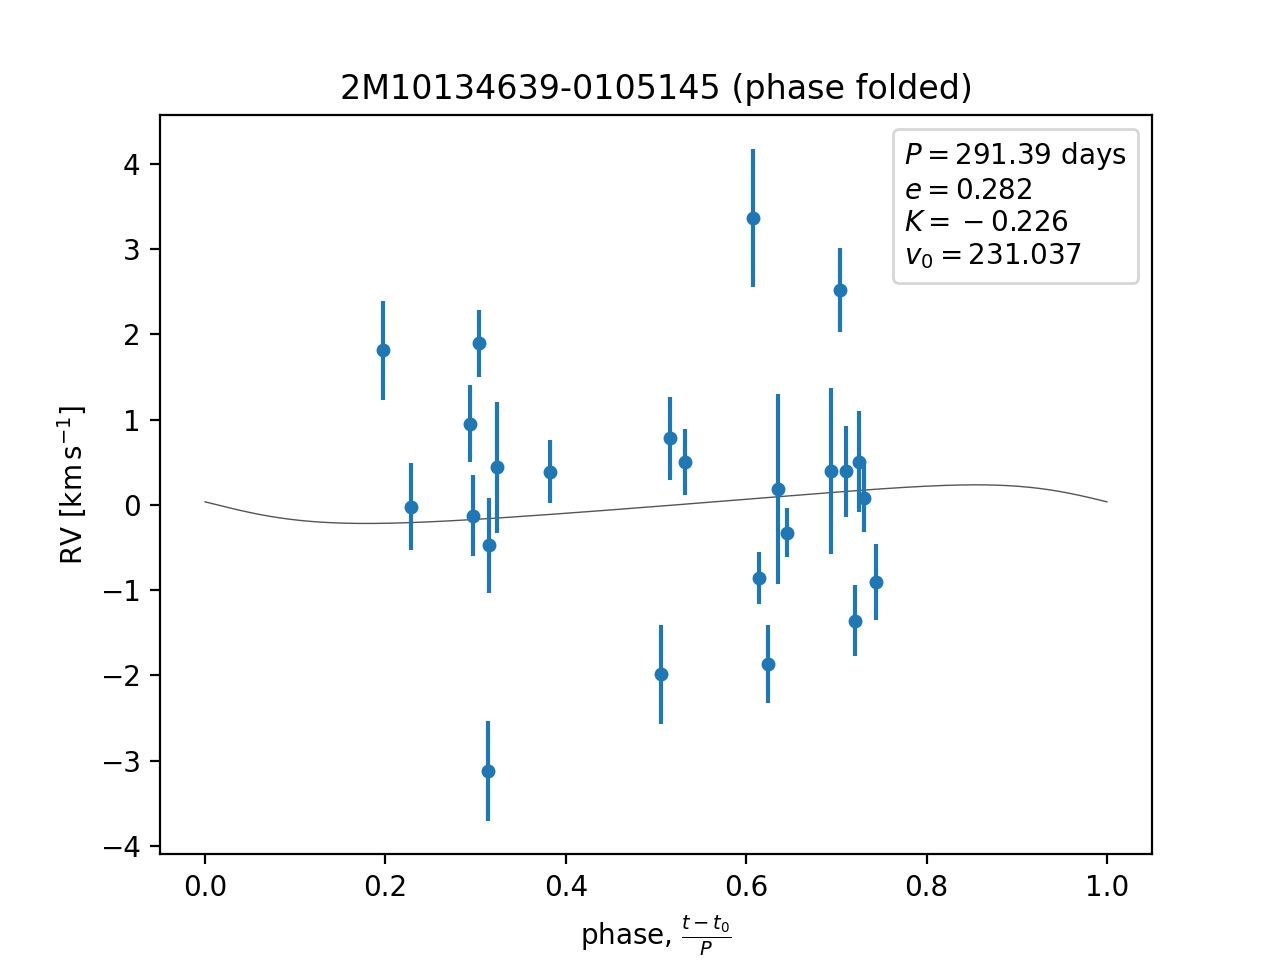 2M10134639-0105145 (phase folded)
P = 291.39 days
e = 0.282
K = −0.226
v₀ = 231.037
4
3
2
1
0
−1
−2
−3
−4
RV [km s⁻¹]
0.0 0.2 0.4 0.6 0.8 1.0
phase, (t − t₀)/P